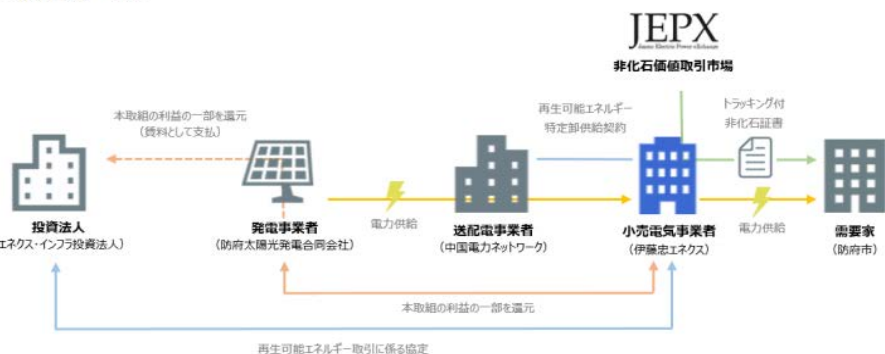 JEPX
Japan Electric Power eXchange
非化石価値取引市場
本取組の利益の一部を還元
(賃料として支払)
再生可能エネルギー
特定卸供給契約
トラッキング付
非化石証書
電力供給
電力供給
投資法人
エネクス・インフラ投資法人)
発電事業者
(防府太陽光発電合同会社)
送配電事業者
(中国電力ネットワーク)
小売電気事業者
(伊藤忠エネクス)
需要家
(防府市)
本取組の利益の一部を還元
再生可能エネルギー取引に係る協定